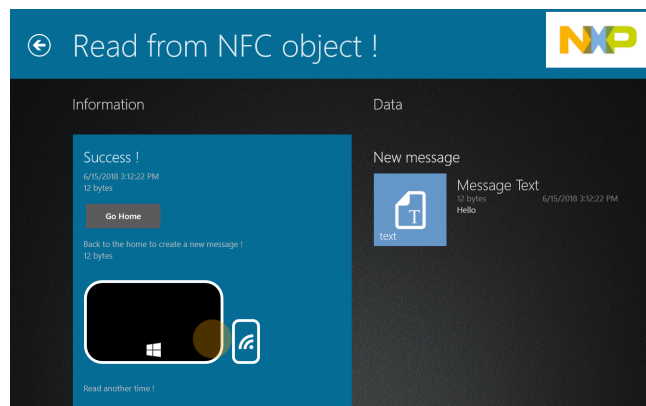 Read from NFC object !
NXP
Information
Data
Success !
6/15/2018 3:12:22 PM
12 bytes
Go Home
Back to the home to create a new message !
12 bytes
Read another time !
New message
Message Text
12 bytes 6/15/2018 3:12:22 PM
Hello
T
text